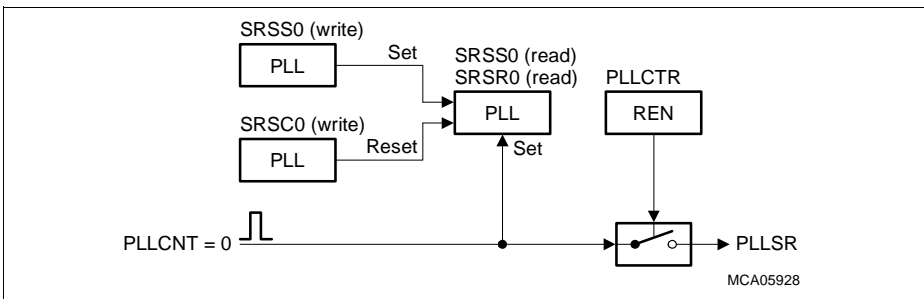 SRSS0 (write)
PLL
Set
SRSS0 (read)
SRSR0 (read)
PLL
PLLCTR
REN
SRSC0 (write)
PLL
Reset
Set
PLLCNT = 0
PLLSR
MCA05928